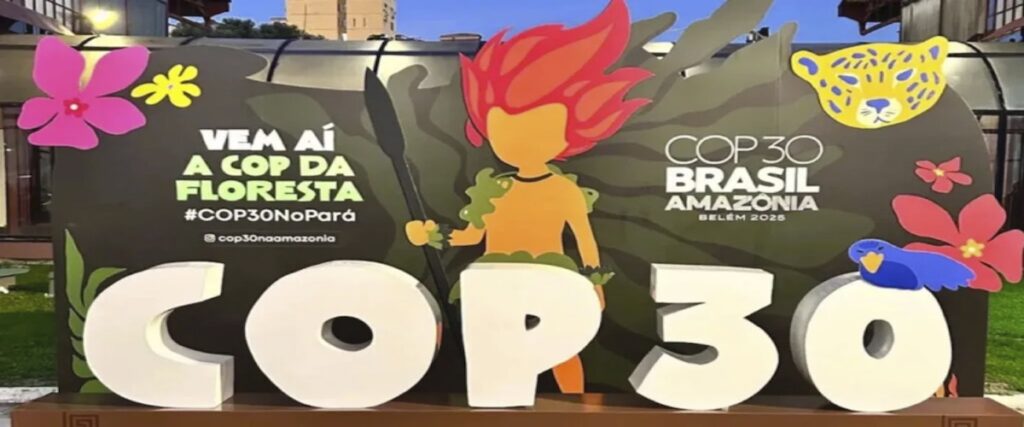 VEM AÍ
A COP DA
FLORESTA
#COP30NoPará
cop30naamazonia
COP30
BRASIL
AMAZÔNIA
BELÉM 2025
COP30